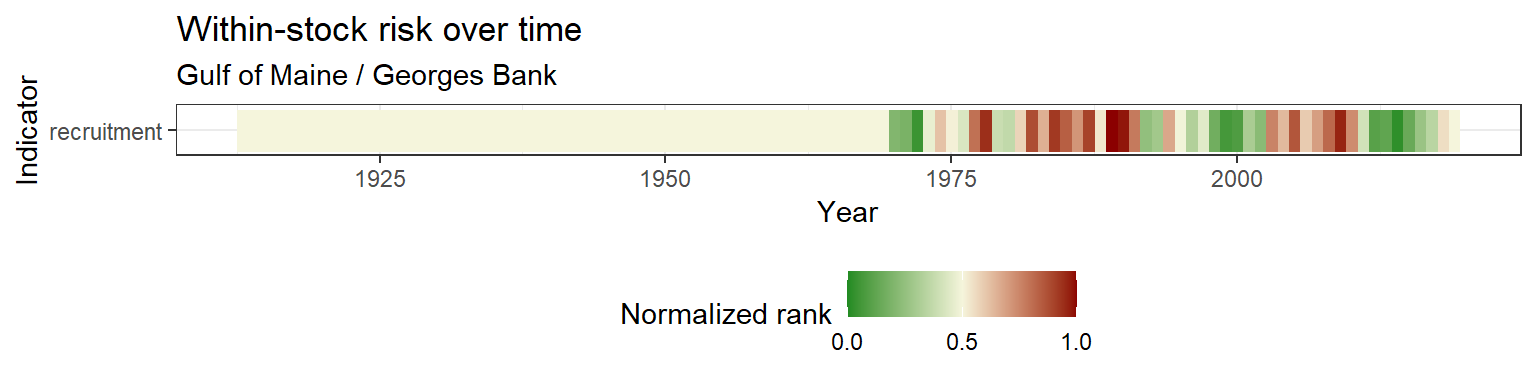 Within-stock risk over time
Gulf of Maine / Georges Bank
Indicator
recruitment
1925 1950 1975 2000
Year
Normalized rank
0.0 0.5 1.0